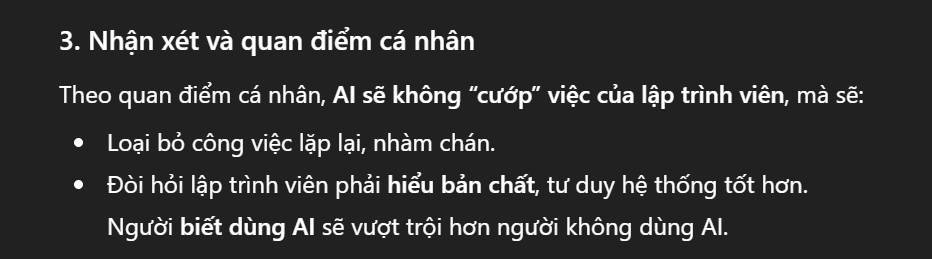 3. Nhận xét và quan điểm cá nhân
Theo quan điểm cá nhân, AI sẽ không “cướp” việc của lập trình viên, mà sẽ:
• Loại bỏ công việc lặp lại, nhàm chán.
• Đòi hỏi lập trình viên phải hiểu bản chất, tư duy hệ thống tốt hơn.
Người biết dùng AI sẽ vượt trội hơn người không dùng AI.